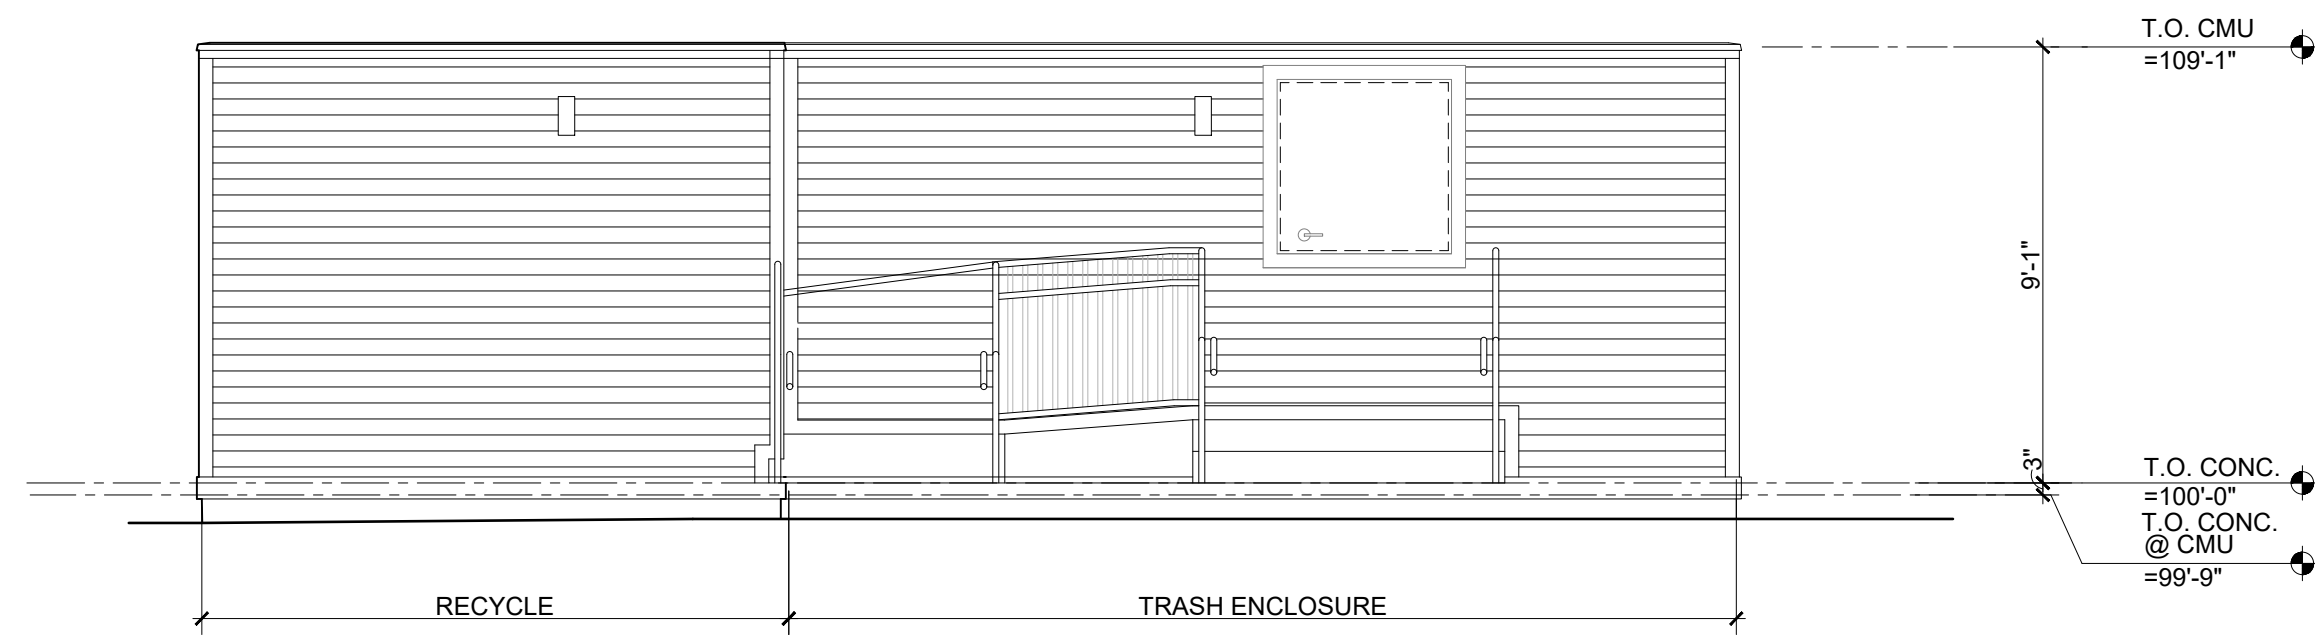 T.O. CMU
=109'-1"
9'-1"
3"
T.O. CONC.
=100'-0"
T.O. CONC.
@ CMU
=99'-9"
RECYCLE
TRASH ENCLOSURE